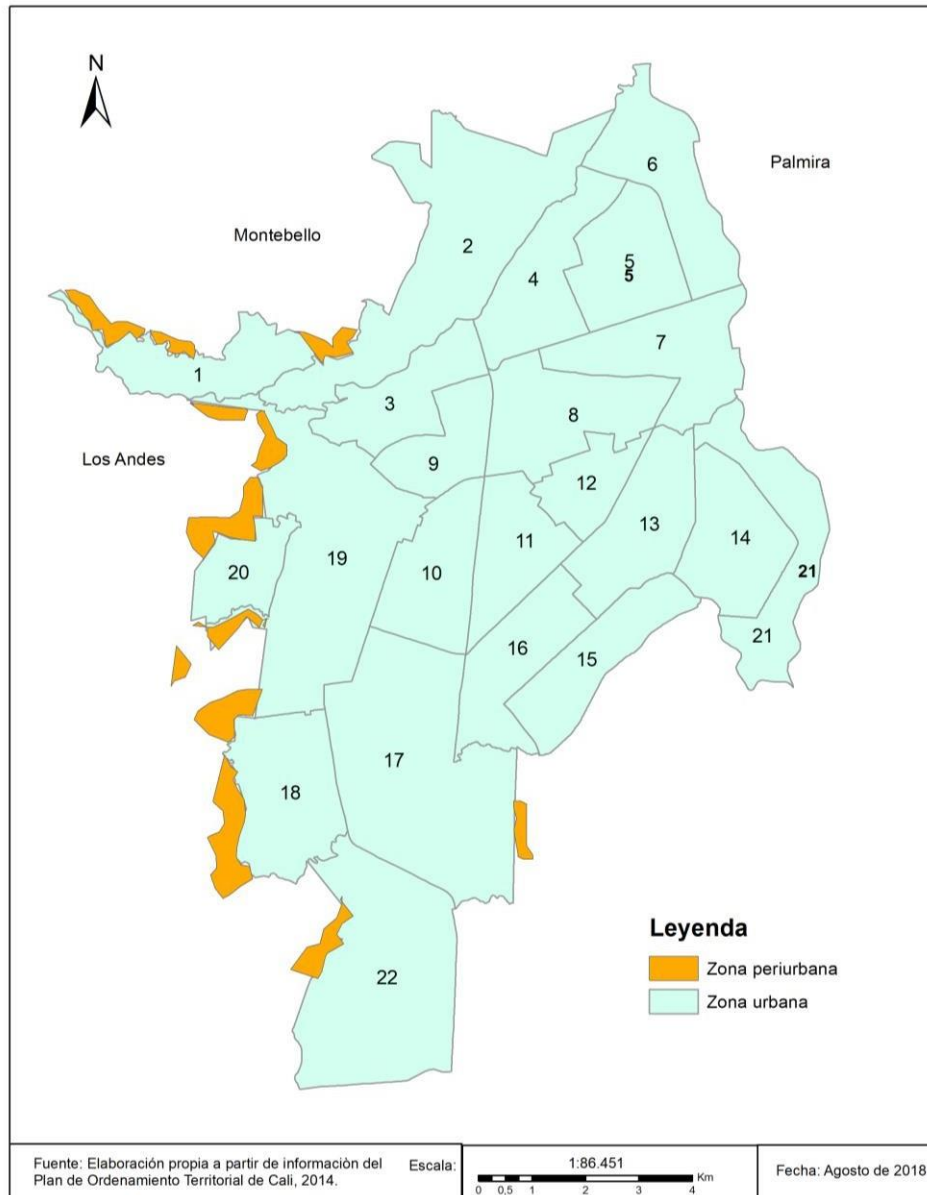 N
6
Palmira
Montebello
2
5
4
5
7
1
3
8
Los Andes
9
12
11
13
14
19
20
10
21
16
21
15
17
18
Leyenda
Zona periurbana
22
Zona urbana
Fuente: Elaboración propia a partir de informaciòn del
Plan de Ordenamiento Territorial de Cali, 2014.
Escala:
1:86.451
Km
0 0,5 1 2 3 4
Fecha: Agosto de 2018